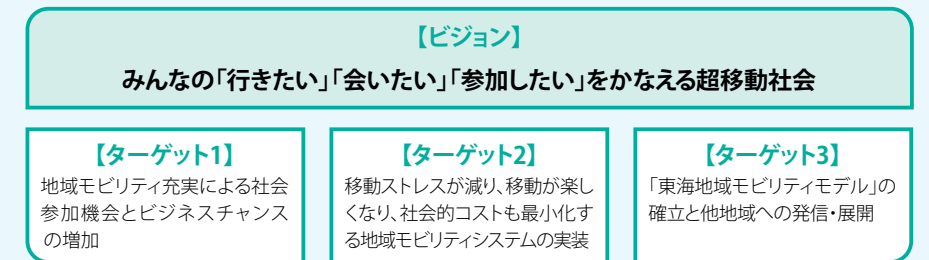 【ビジョン】
みんなの「行きたい」「会いたい」「参加したい」をかなえる超移動社会
【ターゲット1】
地域モビリティ充実による社会
参加機会とビジネスチャンス
の増加
【ターゲット2】
移動ストレスが減り、移動が楽し
くなり、社会的コストも最小化す
る地域モビリティシステムの実装
【ターゲット3】
「東海地域モビリティモデル」の
確立と他地域への発信・展開